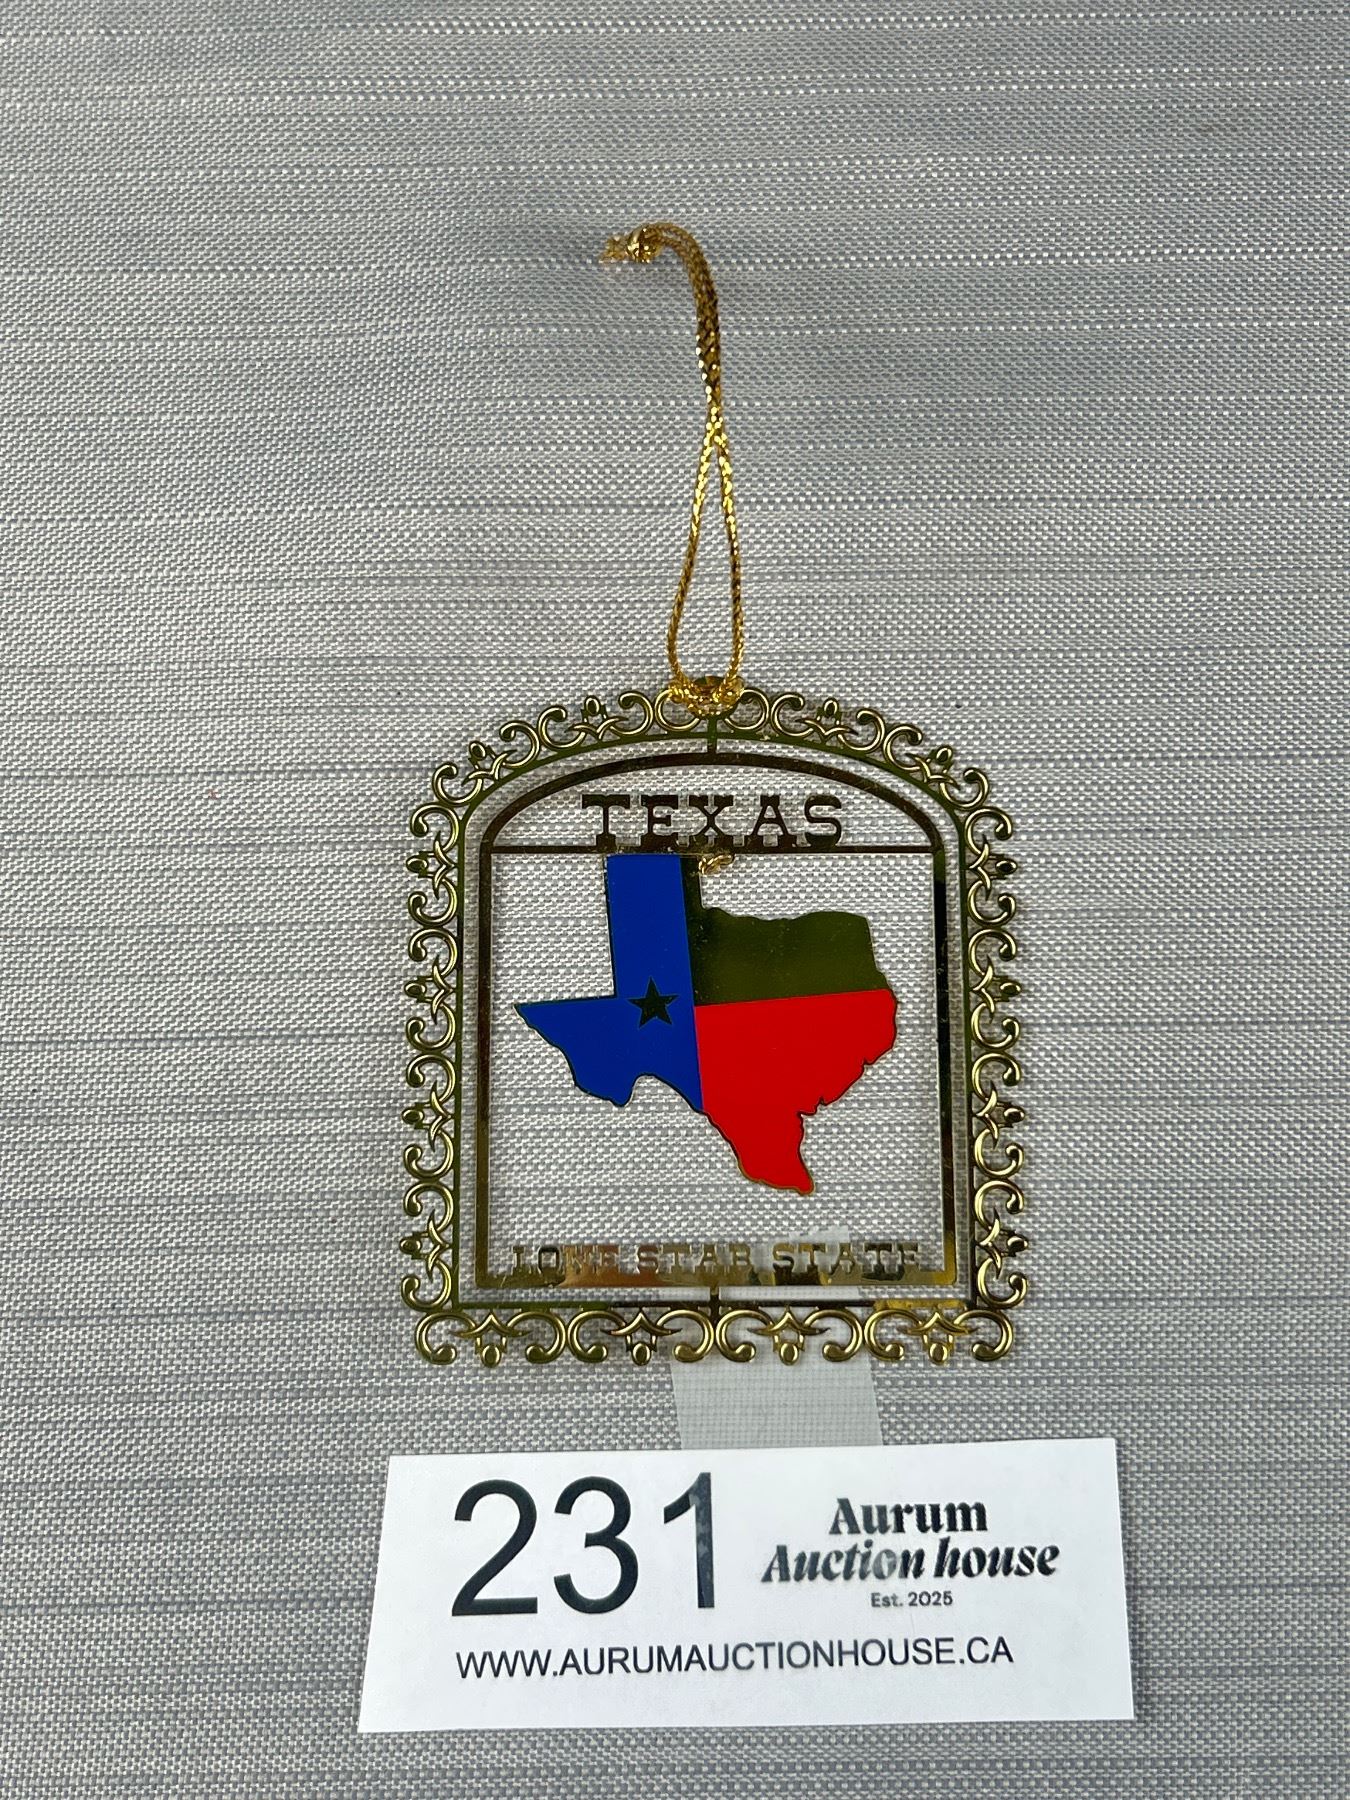 TEXAS
LONE STAR STATE
231
Aurum
Auction house
Est. 2025
WWW.AURUMAUCTIONHOUSE.CA